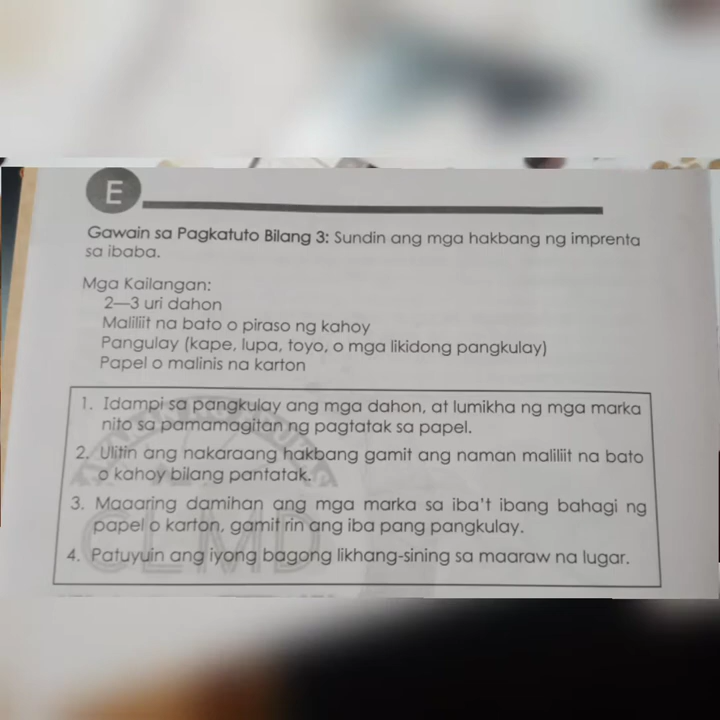 E
Gawain sa Pagkatuto Bilang 3: Sundin ang mga hakbang ng imprenta
sa ibaba.
Mga Kailangan:
2—3 uri dahon
Maliliit na bato o piraso ng kahoy
Pangulay (kape, lupa, toyo, o mga likidong pangkulay)
Papel o malinis na karton
1. Idampi sa pangkulay ang mga dahon, at lumikha ng mga marka
nito sa pamamagitan ng pagtatak sa papel.
2. Ulitin ang nakaraang hakbang gamit ang naman maliliit na bato
o kahoy bilang pantatak.
3. Maaaring damihan ang mga marka sa iba't ibang bahagi ng
papel o karton, gamit rin ang iba pang pangkulay.
4. Patuyuin ang iyong bagong likhang-sining sa maaraw na lugar.
CLMD